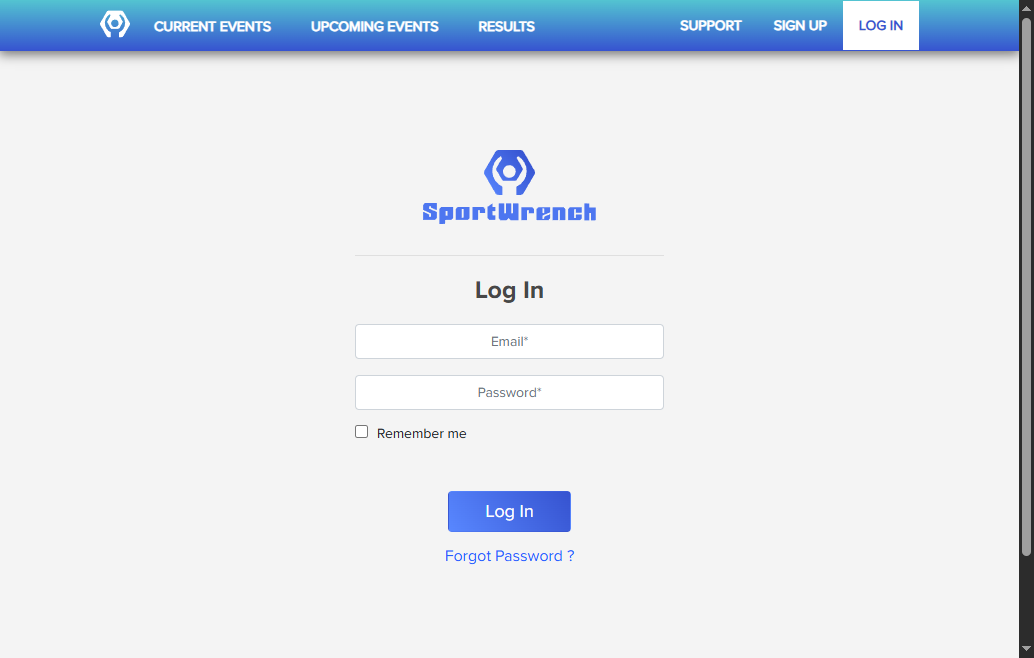 CURRENT EVENTS UPCOMING EVENTS RESULTS SUPPORT SIGN UP LOG IN
SportWrench
Log In
Email*
Password*
Remember me
Log In
Forgot Password ?